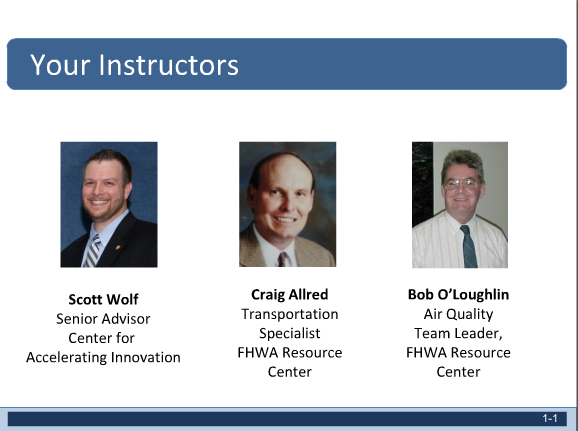 Your Instructors
Scott Wolf
Senior Advisor
Center for
Accelerating Innovation
Craig Allred
Transportation
Specialist
FHWA Resource
Center
Bob O’Loughlin
Air Quality
Team Leader,
FHWA Resource
Center
1-1